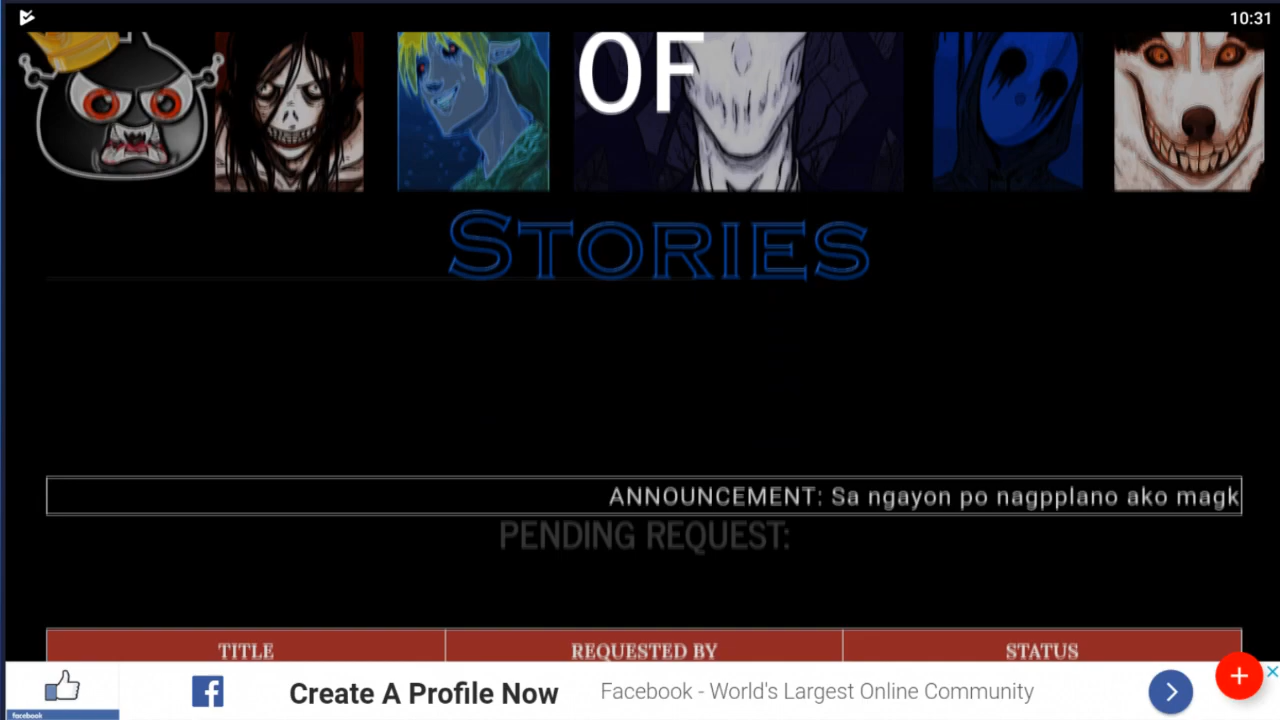 10:31
OF
STORIES
ANNOUNCEMENT: Sa ngayon po nagpplano ako magk
PENDING REQUEST:
TITLE REQUESTED BY STATUS
facebook
Create A Profile Now Facebook - World's Largest Online Community